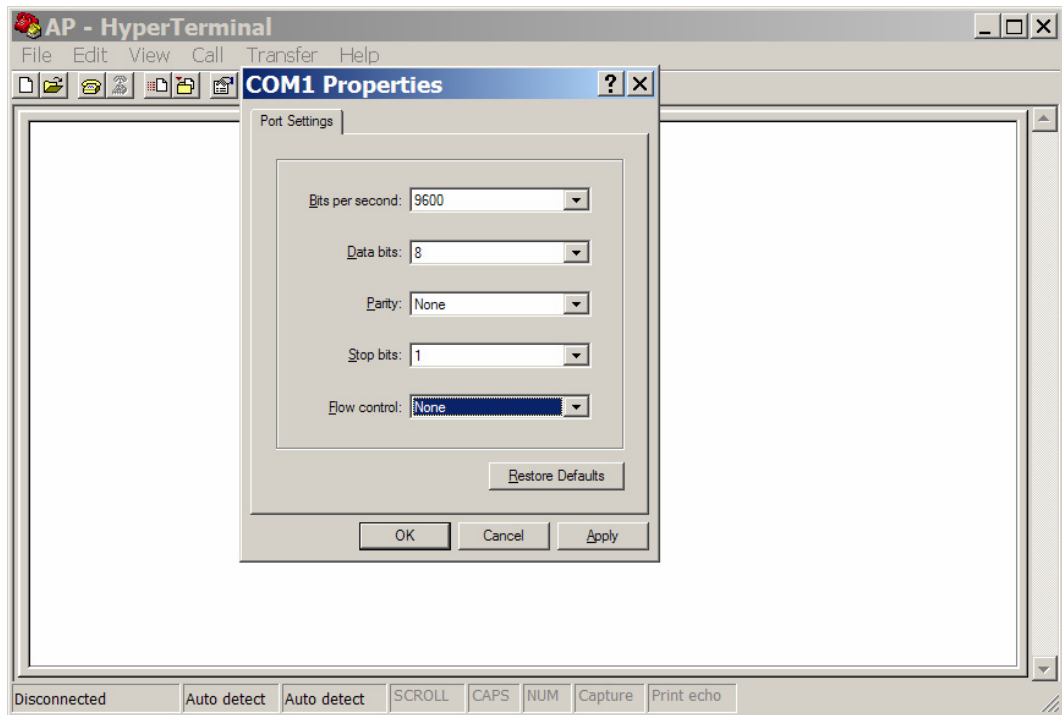 AP - HyperTerminal
File Edit View Call Transfer Help
COM1 Properties
Port Settings
Bits per second: 9600
Data bits: 8
Parity: None
Stop bits: 1
Flow control: None
Restore Defaults
OK Cancel Apply
Disconnected Auto detect Auto detect SCROLL CAPS NUM Capture Print echo